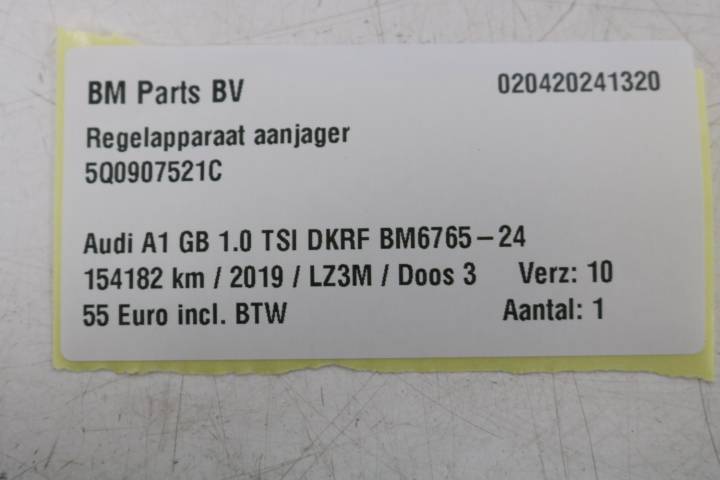 BM Parts BV 020420241320
Regelapparaat aanjager
5Q0907521C
Audi A1 GB 1.0 TSI DKRF BM6765-24
154182 km / 2019 / LZ3M / Doos 3 Verz: 10
55 Euro incl. BTW Aantal: 1